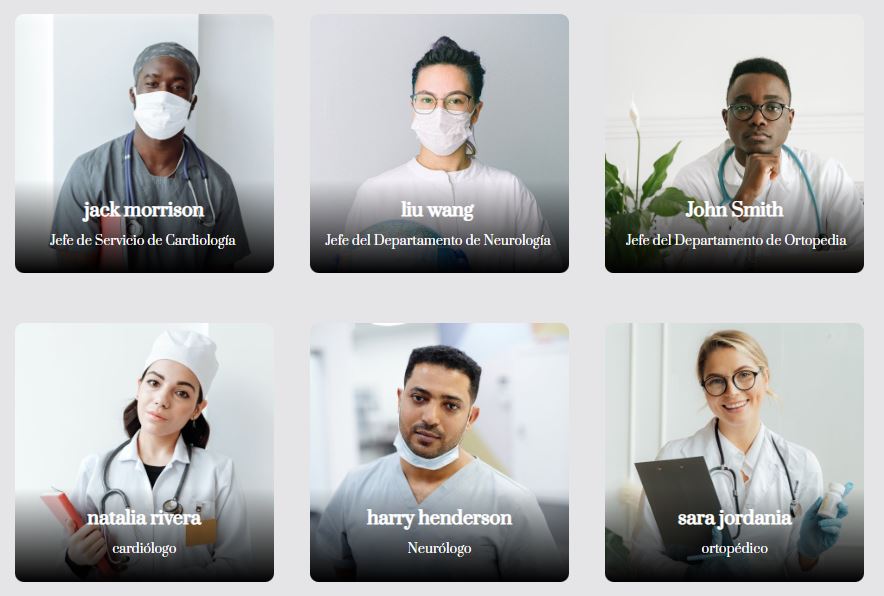 jack morrison
Jefe de Servicio de Cardiología
liu wang
Jefe del Departamento de Neurología
John Smith
Jefe del Departamento de Ortopedia
natalia rivera
cardiólogo
harry henderson
Neurólogo
sara jordania
ortopédico